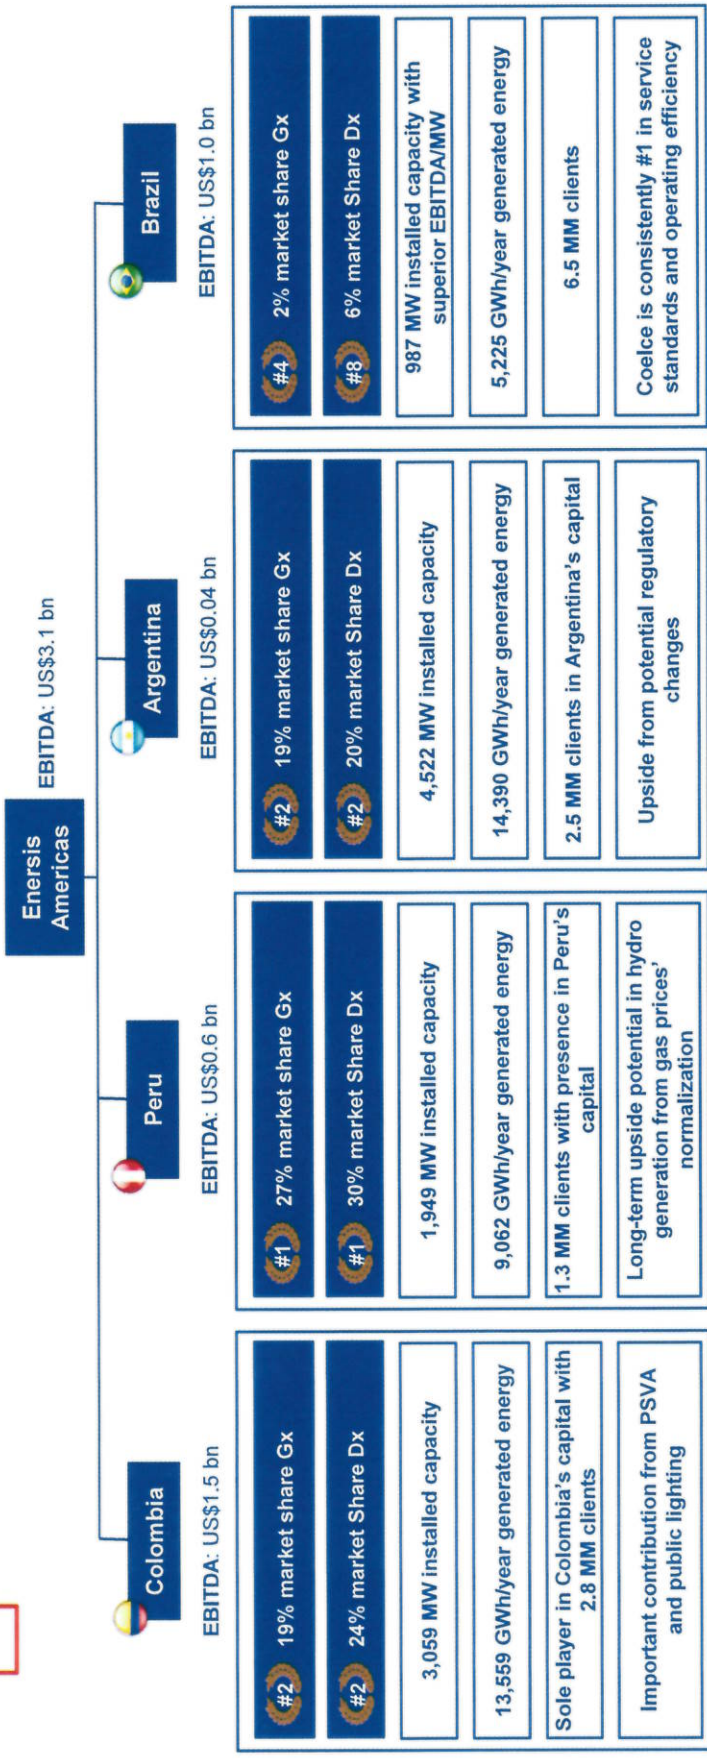 Enersis
Americas
EBITDA: US$3.1 bn
Colombia
EBITDA: US$1.5 bn
#2 19% market share Gx
#2 24% market Share Dx
3,059 MW installed capacity
13,559 GWh/year generated energy
Sole player in Colombia's capital with
2.8 MM clients
Important contribution from PSVA
and public lighting
Peru
EBITDA: US$0.6 bn
#1 27% market share Gx
#1 30% market Share Dx
1,949 MW installed capacity
9,062 GWh/year generated energy
1.3 MM clients with presence in Peru's
capital
Long-term upside potential in hydro
generation from gas prices'
normalization
Argentina
EBITDA: US$0.04 bn
#2 19% market share Gx
#2 20% market Share Dx
4,522 MW installed capacity
14,390 GWh/year generated energy
2.5 MM clients in Argentina's capital
Upside from potential regulatory
changes
Brazil
EBITDA: US$1.0 bn
#4 2% market share Gx
#8 6% market Share Dx
987 MW installed capacity with
superior EBITDA/MW
5,225 GWh/year generated energy
6.5 MM clients
Coelce is consistently #1 in service
standards and operating efficiency